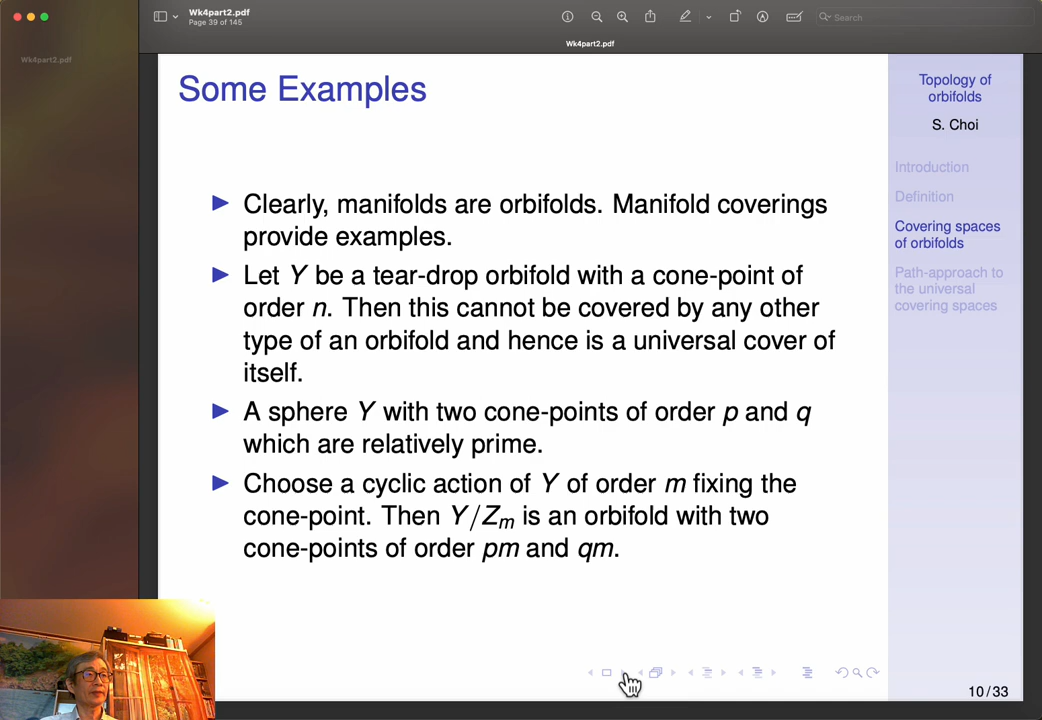 Wk4part2.pdf
Page 39 of 145
Search
Wk4part2.pdf
Wk4part2.pdf
Some Examples
Clearly, manifolds are orbifolds. Manifold coverings
provide examples.
Let Y be a tear-drop orbifold with a cone-point of
order n. Then this cannot be covered by any other
type of an orbifold and hence is a universal cover of
itself.
A sphere Y with two cone-points of order p and q
which are relatively prime.
Choose a cyclic action of Y of order m fixing the
cone-point. Then Y/Zm is an orbifold with two
cone-points of order pm and qm.
Topology of
orbifolds
S. Choi
Introduction
Definition
Covering spaces
of orbifolds
Path-approach to
the universal
covering spaces
10/33